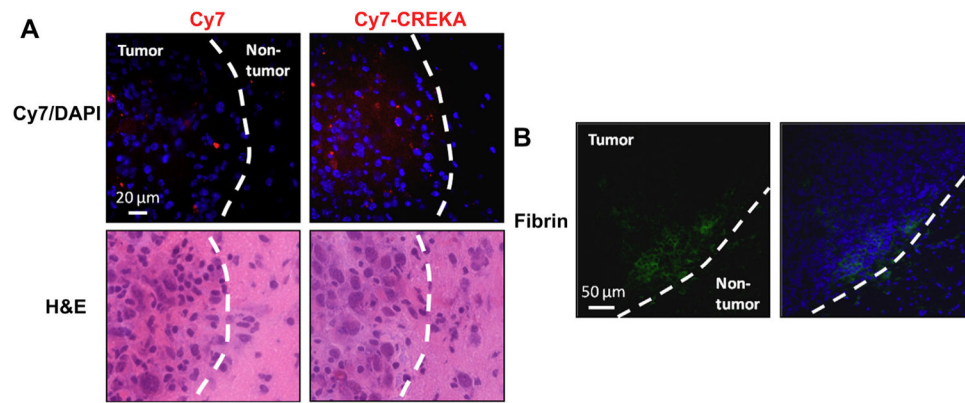 A
Cy7
Cy7-CREKA
Cy7/DAPI
Tumor
Non-
tumor
20 µm
H&E
B
Fibrin
Tumor
Non-
tumor
50 µm